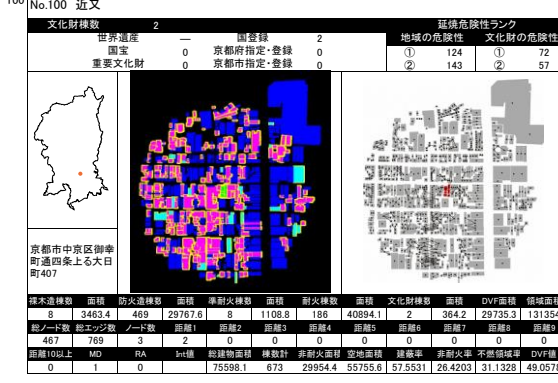 100
No.100 近又
文化財棟数 2 延焼危険性ランク
世界遺産 — 国登録 2 地域の危険性 文化財の危険性
国宝 0 京都府指定・登録 0 ① 124 ① 72
重要文化財 0 京都市指定・登録 0 ② 143 ② 57
京都市中京区御幸
町通四条上る大日
町407
裸木造棟数 面積 防火造棟数 面積 準耐火棟数 面積 耐火棟数 面積 文化財棟数 面積 DVF面積 領域面積
8 3463.4 469 29767.6 8 1108.8 186 40894.1 2 364.2 29735.3 131354
総ノード数 総エッジ数 ノード数 距離1 距離2 距離3 距離4 距離5 距離6 距離7 距離8 距離9
467 769 3 2 0 0 0 0 0 0 0 0
距離10以上 MD RA Int値 総建物面積 棟数計 非耐火面積 空地面積 建蔽率 非耐火率 不燃領域率 DVF値
0 1 0 75598.1 673 29954.4 55755.6 57.5531 26.4203 31.1328